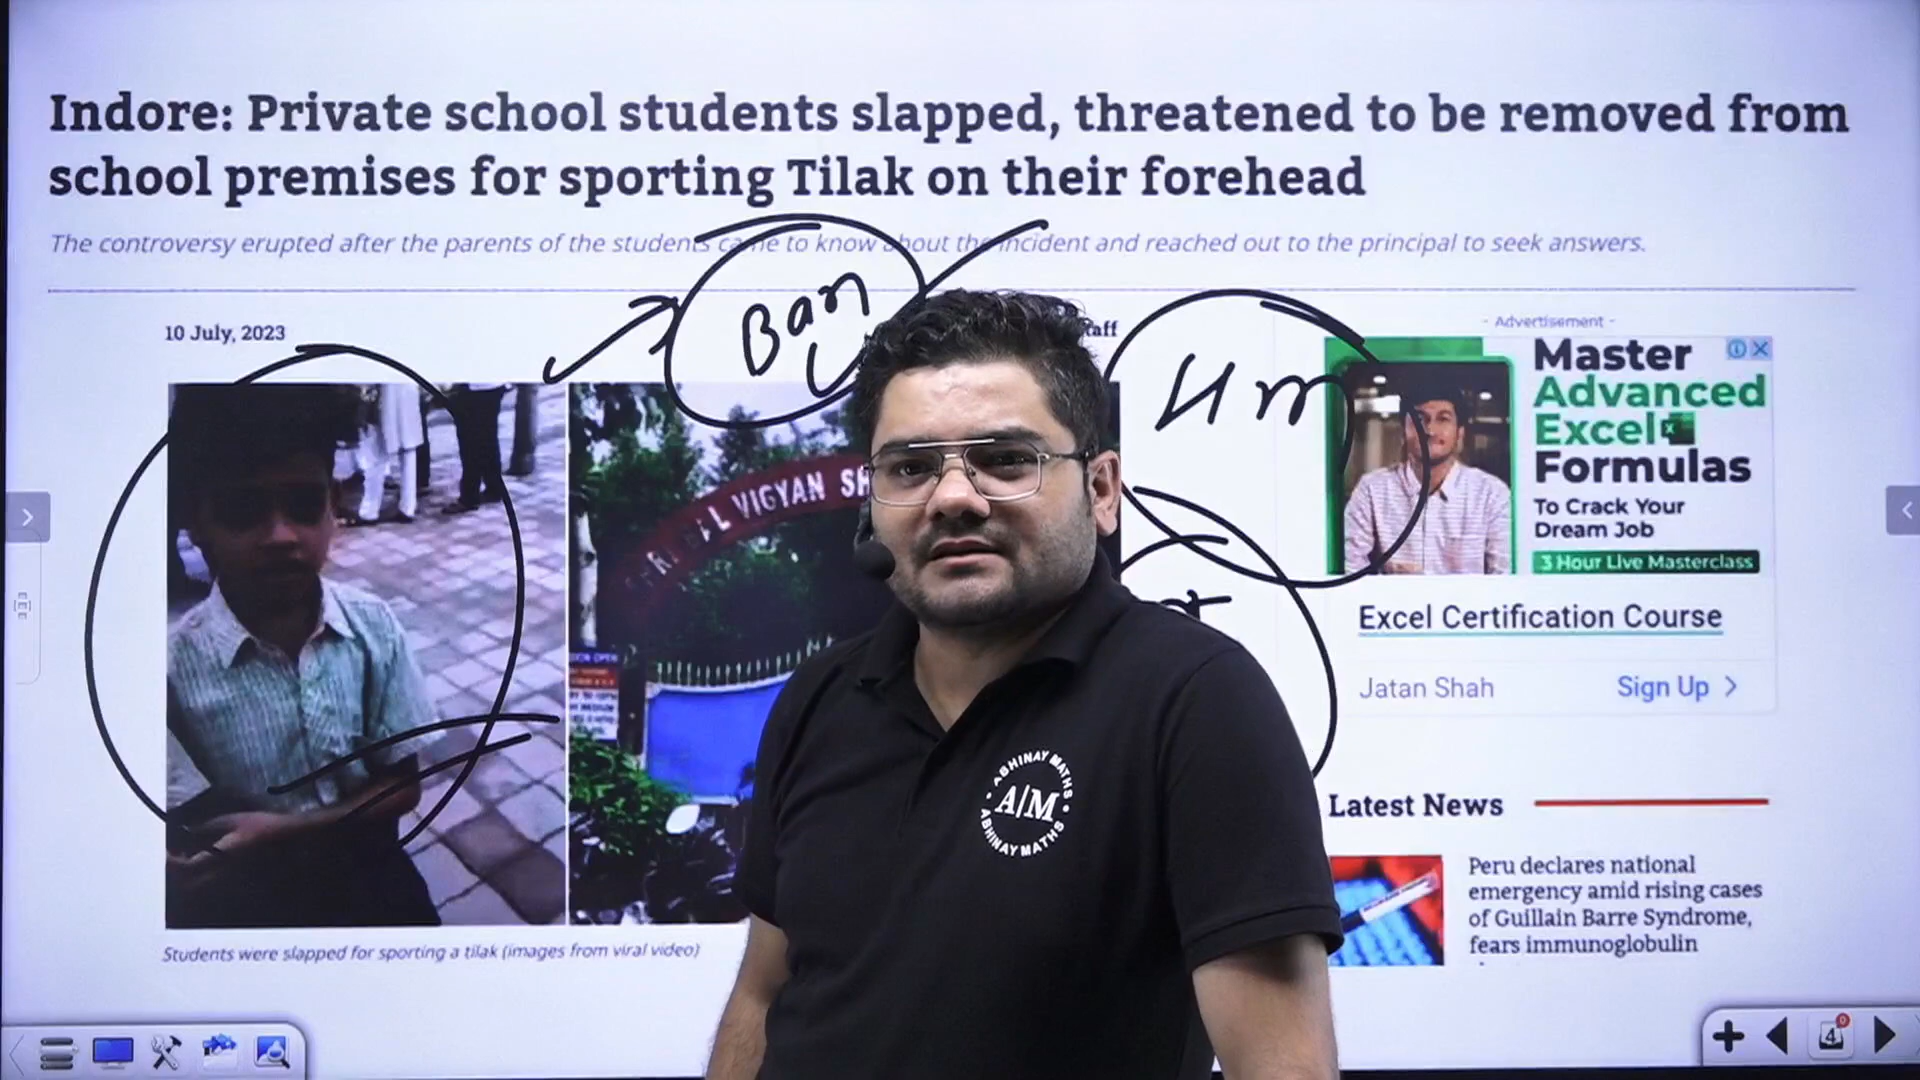 Indore: Private school students slapped, threatened to be removed from
school premises for sporting Tilak on their forehead
The controversy erupted after the parents of the students came to know about the incident and reached out to the principal to seek answers.
10 July, 2023
Ban
- Advertisement -
Master
Advanced
Excel
Formulas
To Crack Your
Dream Job
3 Hour Live Masterclass
Excel Certification Course
Jatan Shah
Sign Up
VIGYAN SH
ABHINAY MATHS
A/M
ABHINAY MATHS
Students were slapped for sporting a tilak (images from viral video)
Latest News
Peru declares national
emergency amid rising cases
of Guillain Barre Syndrome,
fears immunoglobulin
4
0